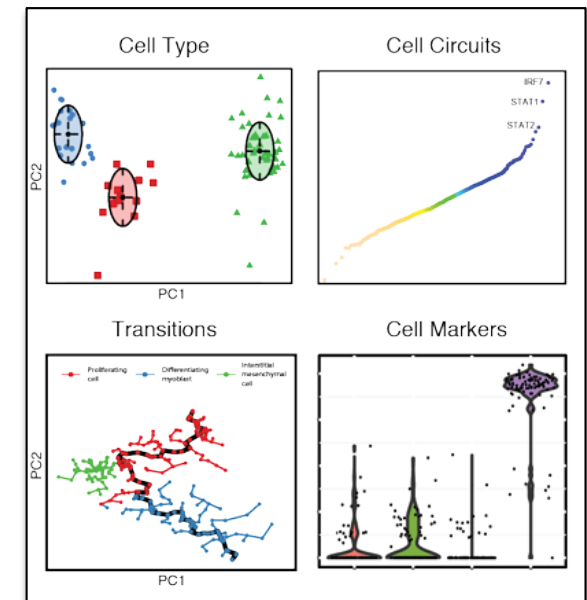 Cell Type
Cell Circuits
PC2
PC1
IRF7
STAT1
STAT2
Transitions
Cell Markers
Proliferating
cell
Differentiating
myoblast
Interstitial
mesenchymal
cell
PC2
PC1